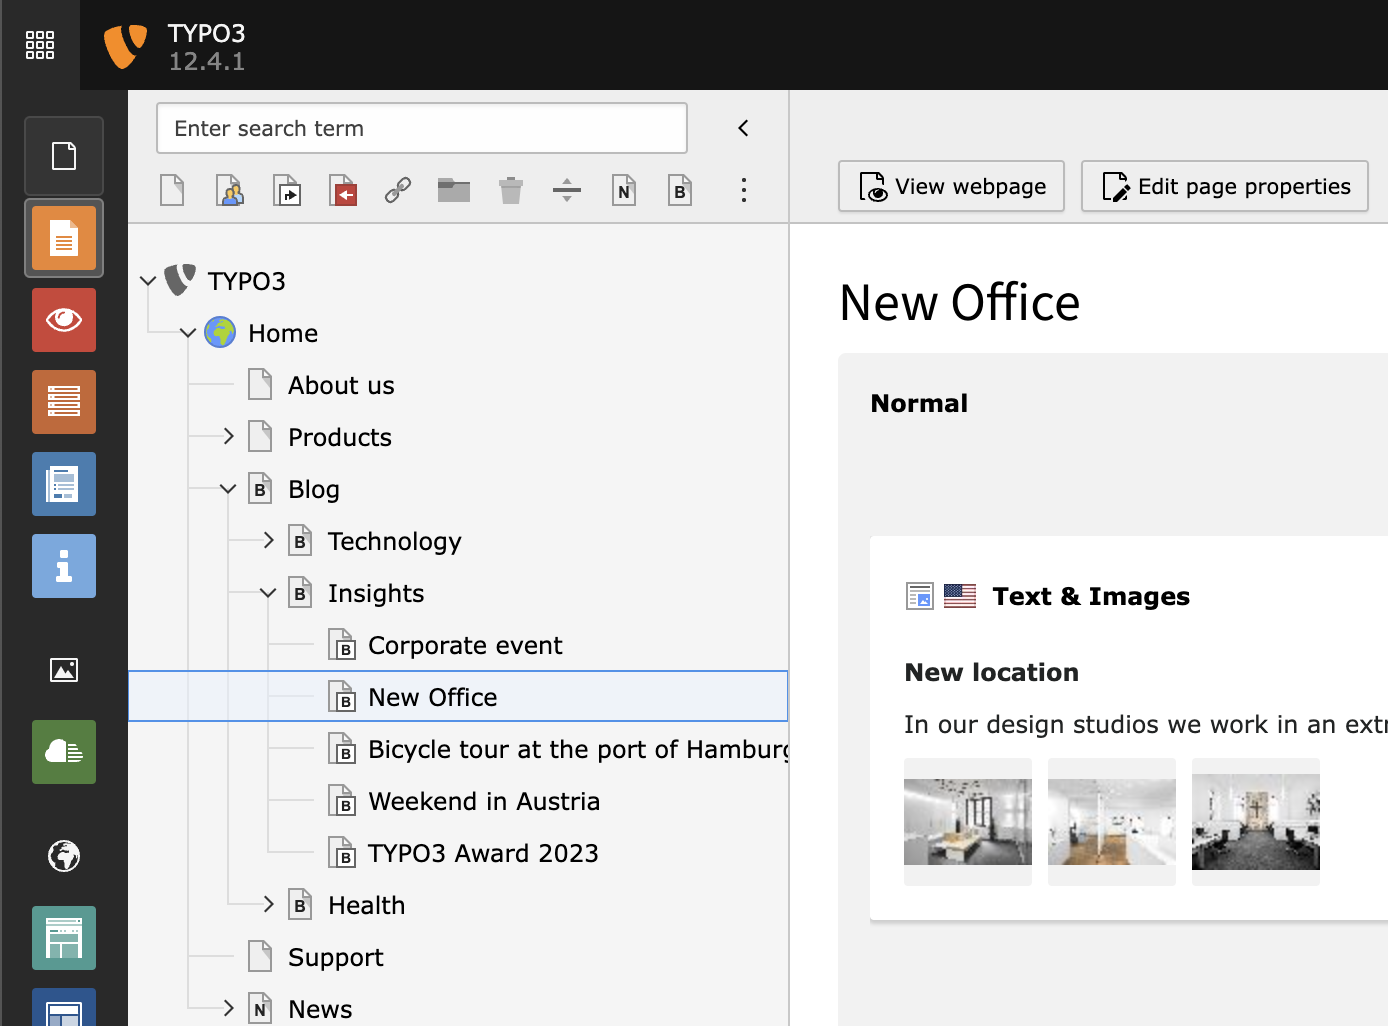 TYPO3
12.4.1
Enter search term
N
B
View webpage
Edit page properties
TYPO3
Home
About us
Products
B Blog
B Technology
B Insights
B Corporate event
B New Office
B Bicycle tour at the port of Hamburg
B Weekend in Austria
B TYPO3 Award 2023
B Health
Support
N News
New Office
Normal
Text & Images
New location
In our design studios we work in an extr